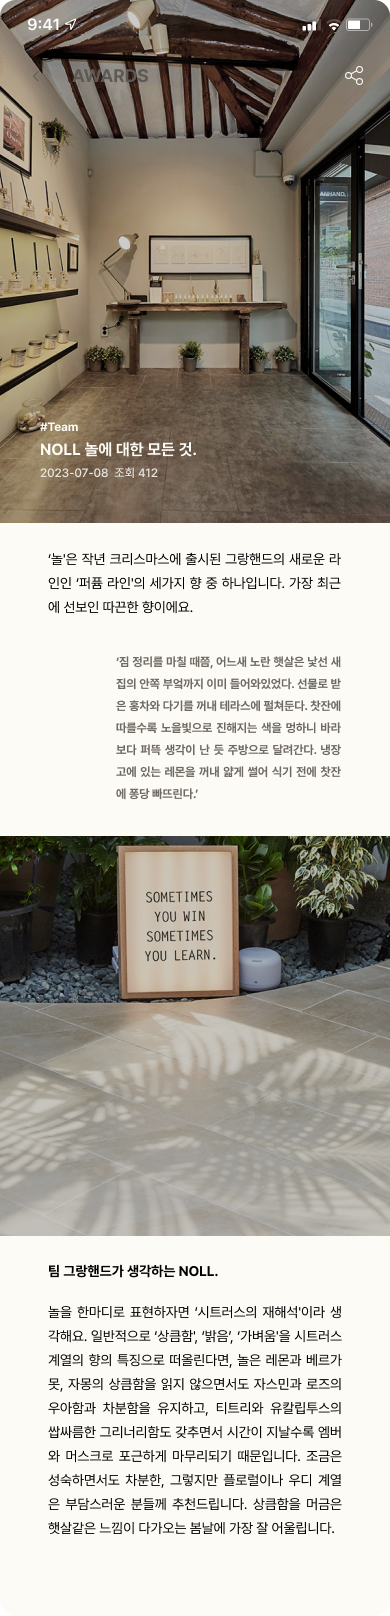 9:41
AWARDS
#Team
NOLL 놀에 대한 모든 것.
2023-07-08 조회 412
‘놀'은 작년 크리스마스에 출시된 그랑핸드의 새로운 라
인인 ‘퍼퓸 라인'의 세가지 향 중 하나입니다. 가장 최근
에 선보인 따끈한 향이에요.
‘집 정리를 마칠 때쯤, 어느새 노란 햇살은 낯선 새
집의 안쪽 부엌까지 이미 들어와있었다. 선물로 받
은 홍차와 다기를 꺼내 테라스에 펼쳐둔다. 찻잔에
따를수록 노을빛으로 진해지는 색을 멍하니 바라
보다 퍼뜩 생각이 난 듯 주방으로 달려간다. 냉장
고에 있는 레몬을 꺼내 얇게 썰어 식기 전에 찻잔
에 퐁당 빠뜨린다.’
SOMETIMES
YOU WIN
SOMETIMES
YOU LEARN.
팀 그랑핸드가 생각하는 NOLL.
놀을 한마디로 표현하자면 ‘시트러스의 재해석'이라 생
각해요. 일반적으로 ‘상큼함', ‘밝음’, ‘가벼움'을 시트러스
계열의 향의 특징으로 떠올린다면, 놀은 레몬과 베르가
못, 자몽의 상큼함을 잃지 않으면서도 자스민과 로즈의
우아함과 차분함을 유지하고, 티트리와 유칼립투스의
쌉싸름한 그리너리함도 갖추면서 시간이 지날수록 엠버
와 머스크로 포근하게 마무리되기 때문입니다. 조금은
성숙하면서도 차분한, 그렇지만 플로럴이나 우디 계열
은 부담스러운 분들께 추천드립니다. 상큼함을 머금은
햇살같은 느낌이 다가오는 봄날에 가장 잘 어울립니다.